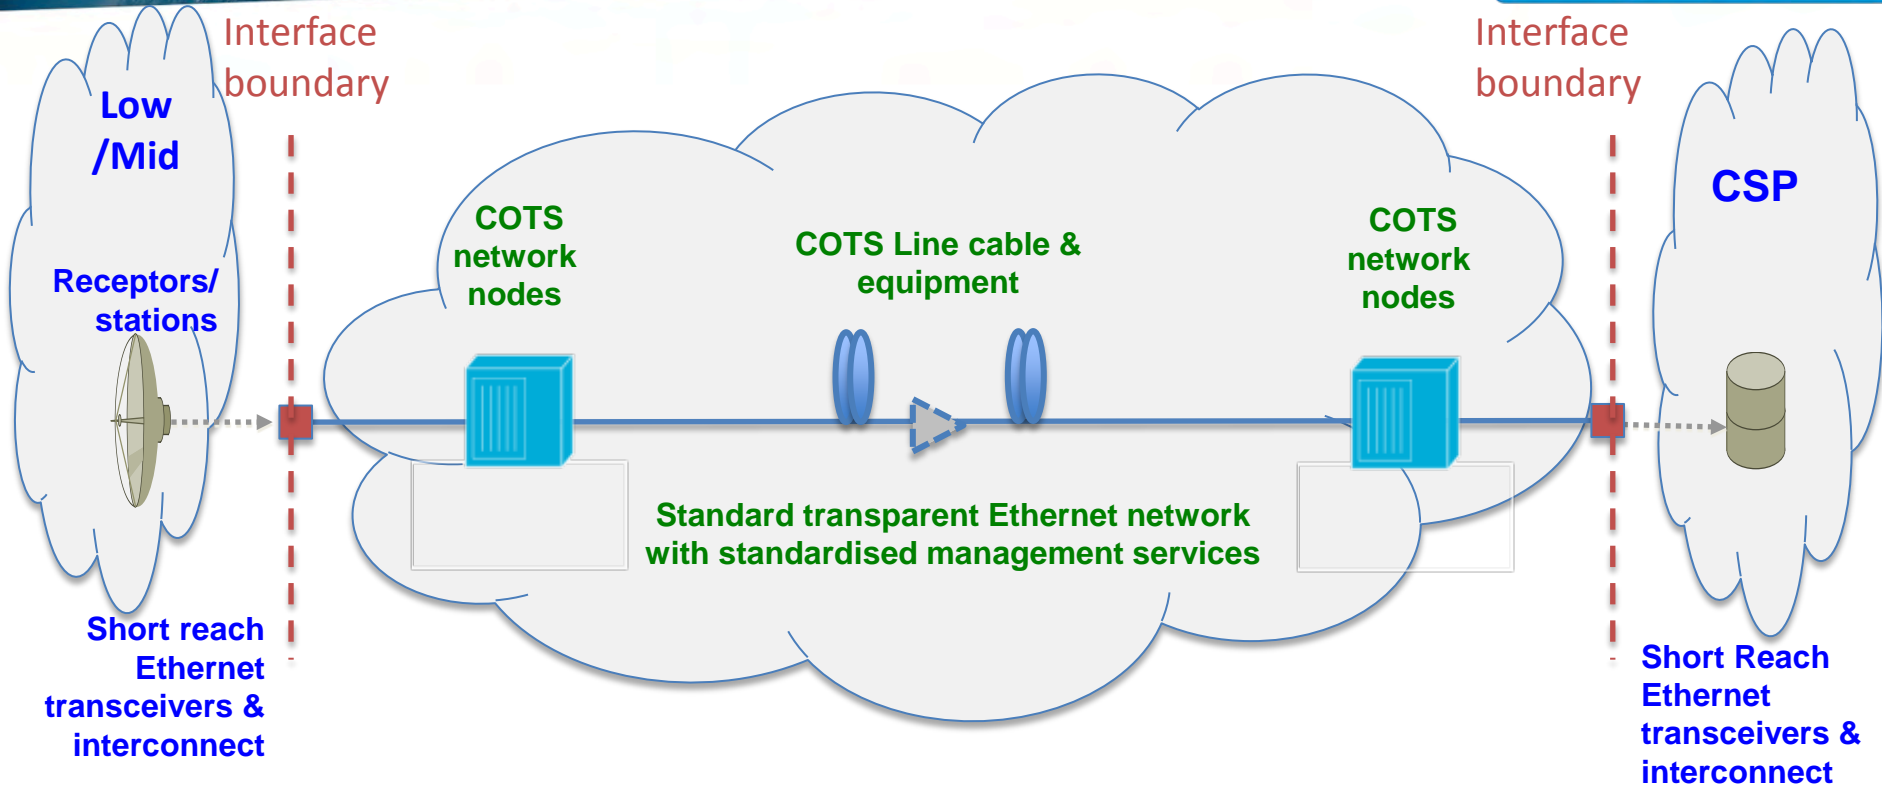 Interface
boundary
Interface
boundary
Low
/Mid
CSP
COTS
network
nodes
COTS Line cable &
equipment
COTS
network
nodes
Receptors/
stations
Standard transparent Ethernet network
with standardised management services
Short reach
Ethernet
transceivers &
interconnect
Short Reach
Ethernet
transceivers &
interconnect